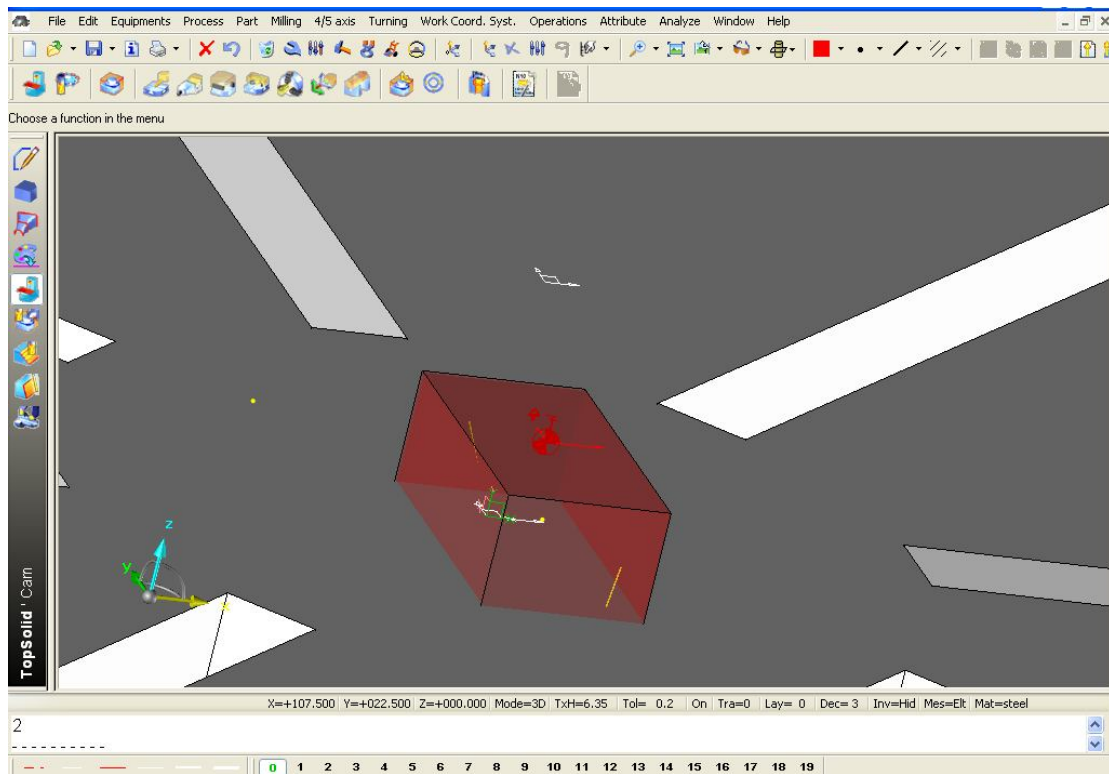 File Edit Equipments Process Part Milling 4/5 axis Turning Work Coord. Syst. Operations Attribute Analyze Window Help
Choose a function in the menu
z
y
TopSolid ' Cam
X=+107.500 Y=+022.500 Z=+000.000 Mode=3D TxH=6.35 Tol= 0.2 On Tra=0 Lay= 0 Dec= 3 Inv=Hid Mes=Elt Mat=steel
2
----------
0 1 2 3 4 5 6 7 8 9 10 11 12 13 14 15 16 17 18 19